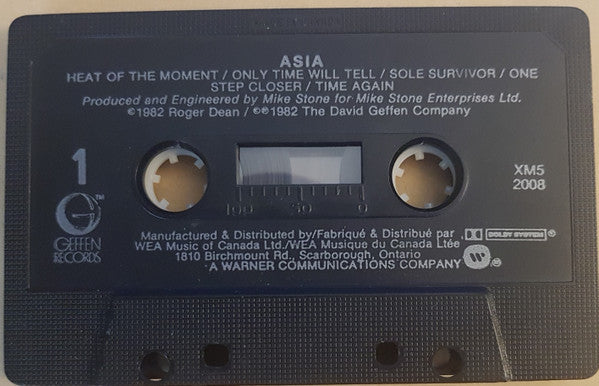 ASIA
HEAT OF THE MOMENT / ONLY TIME WILL TELL / SOLE SURVIVOR / ONE
STEP CLOSER / TIME AGAIN
Produced and Engineered by Mike Stone for Mike Stone Enterprises Ltd.
©1982 Roger Dean / ©℗1982 The David Geffen Company
1
XM5
2008
100 50 0
G™
GEFFEN
RECORDS
Manufactured & Distributed by/Fabriqué & Distribué par
WEA Music of Canada Ltd./WEA Musique du Canada Ltée
1810 Birchmount Rd., Scarborough, Ontario
A WARNER COMMUNICATIONS COMPANY
DOLBY SYSTEM ®